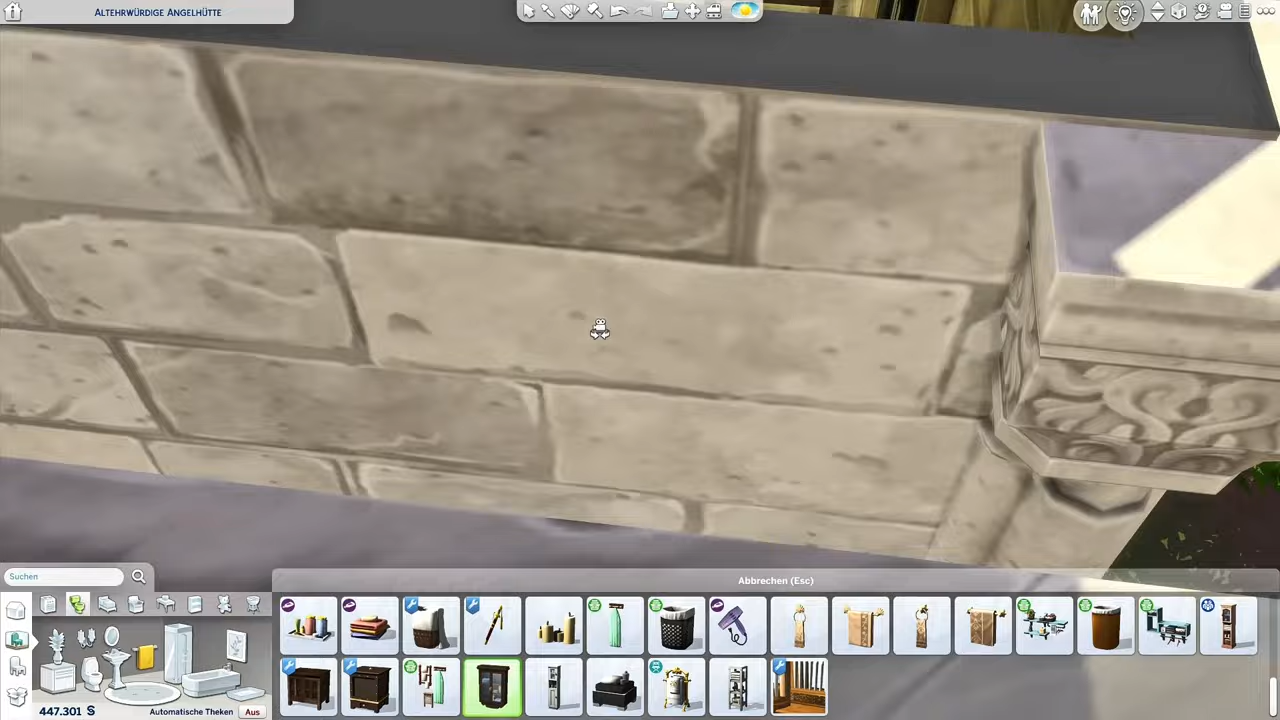 Altehrwürdige Angelhütte
Suchen
Abbrechen (Esc)
447.301 $
Automatische Theken
Aus